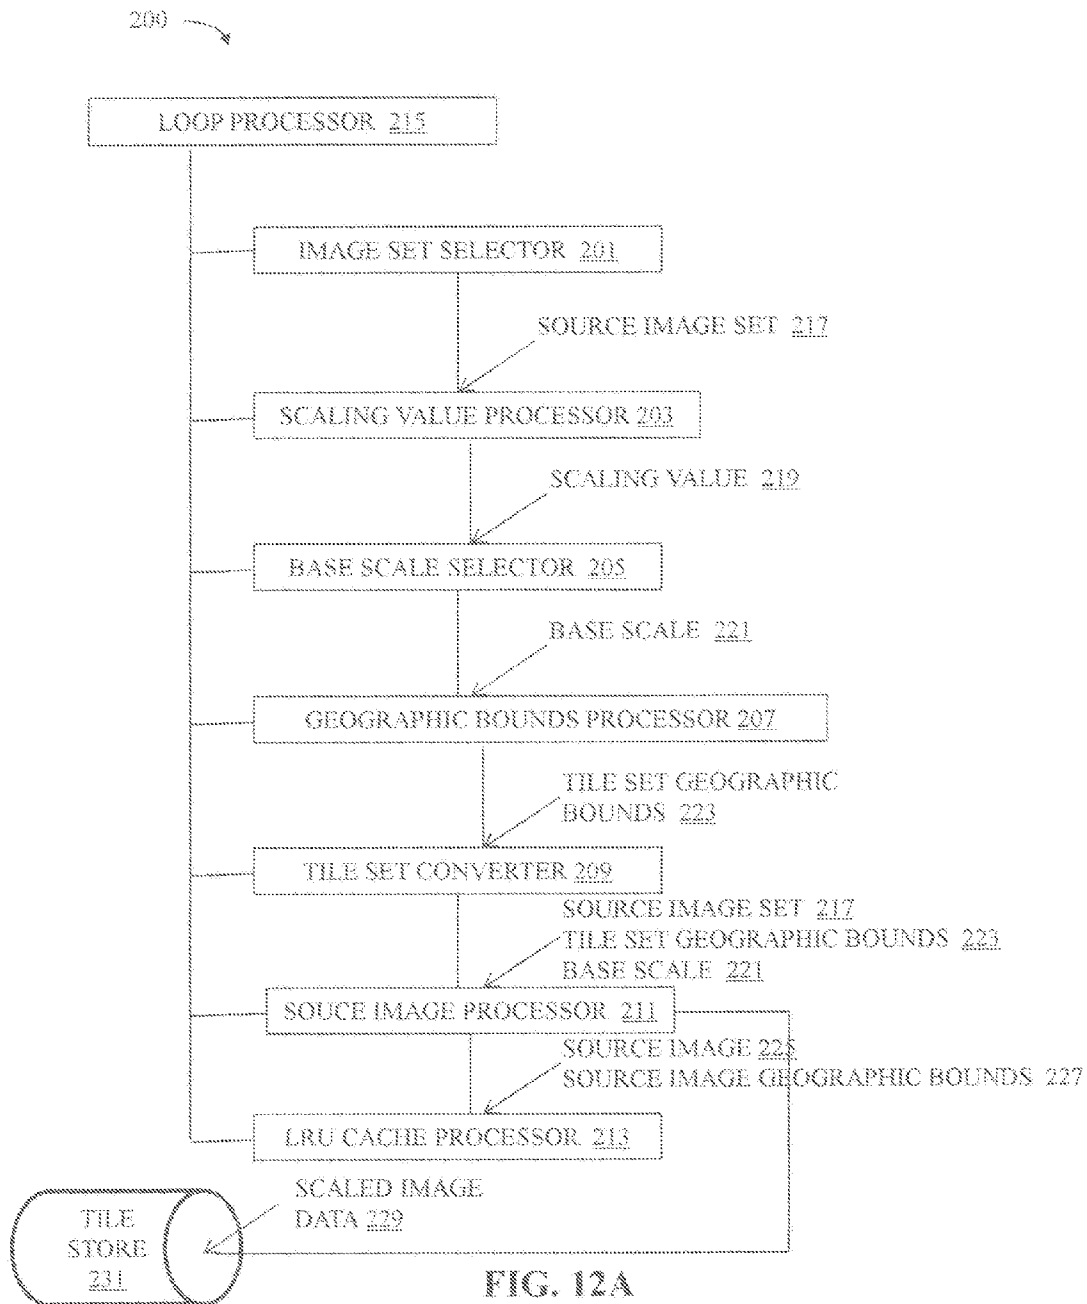 200
LOOP PROCESSOR 215
IMAGE SET SELECTOR 201
SOURCE IMAGE SET 217
SCALING VALUE PROCESSOR 203
SCALING VALUE 219
BASE SCALE SELECTOR 205
BASE SCALE 221
GEOGRAPHIC BOUNDS PROCESSOR 207
TILE SET GEOGRAPHIC
BOUNDS 223
TILE SET CONVERTER 209
SOURCE IMAGE SET 217
TILE SET GEOGRAPHIC BOUNDS 223
BASE SCALE 221
SOUCE IMAGE PROCESSOR 211
SOURCE IMAGE 225
SOURCE IMAGE GEOGRAPHIC BOUNDS 227
LRU CACHE PROCESSOR 213
SCALED IMAGE
DATA 229
TILE
STORE
231
FIG. 12A